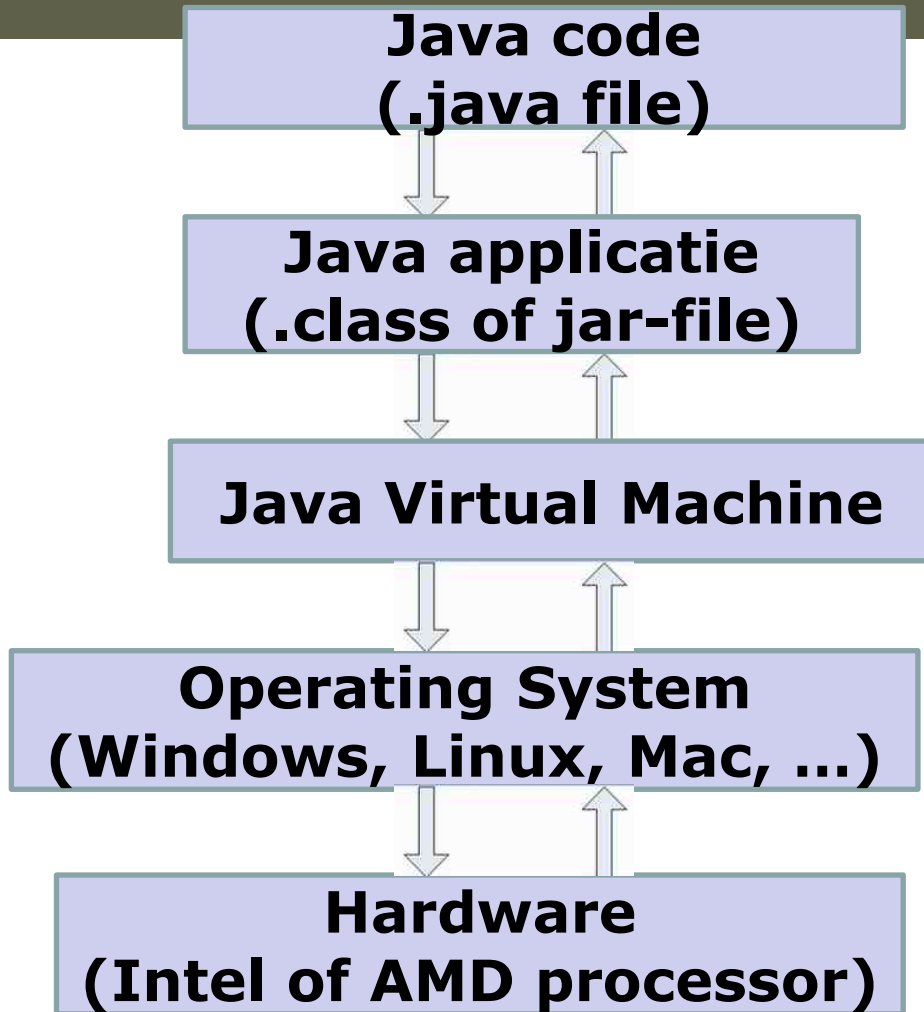 Java code
(.java file)
Java applicatie
(.class of jar-file)
Java Virtual Machine
Operating System
(Windows, Linux, Mac, …)
Hardware
(Intel of AMD processor)